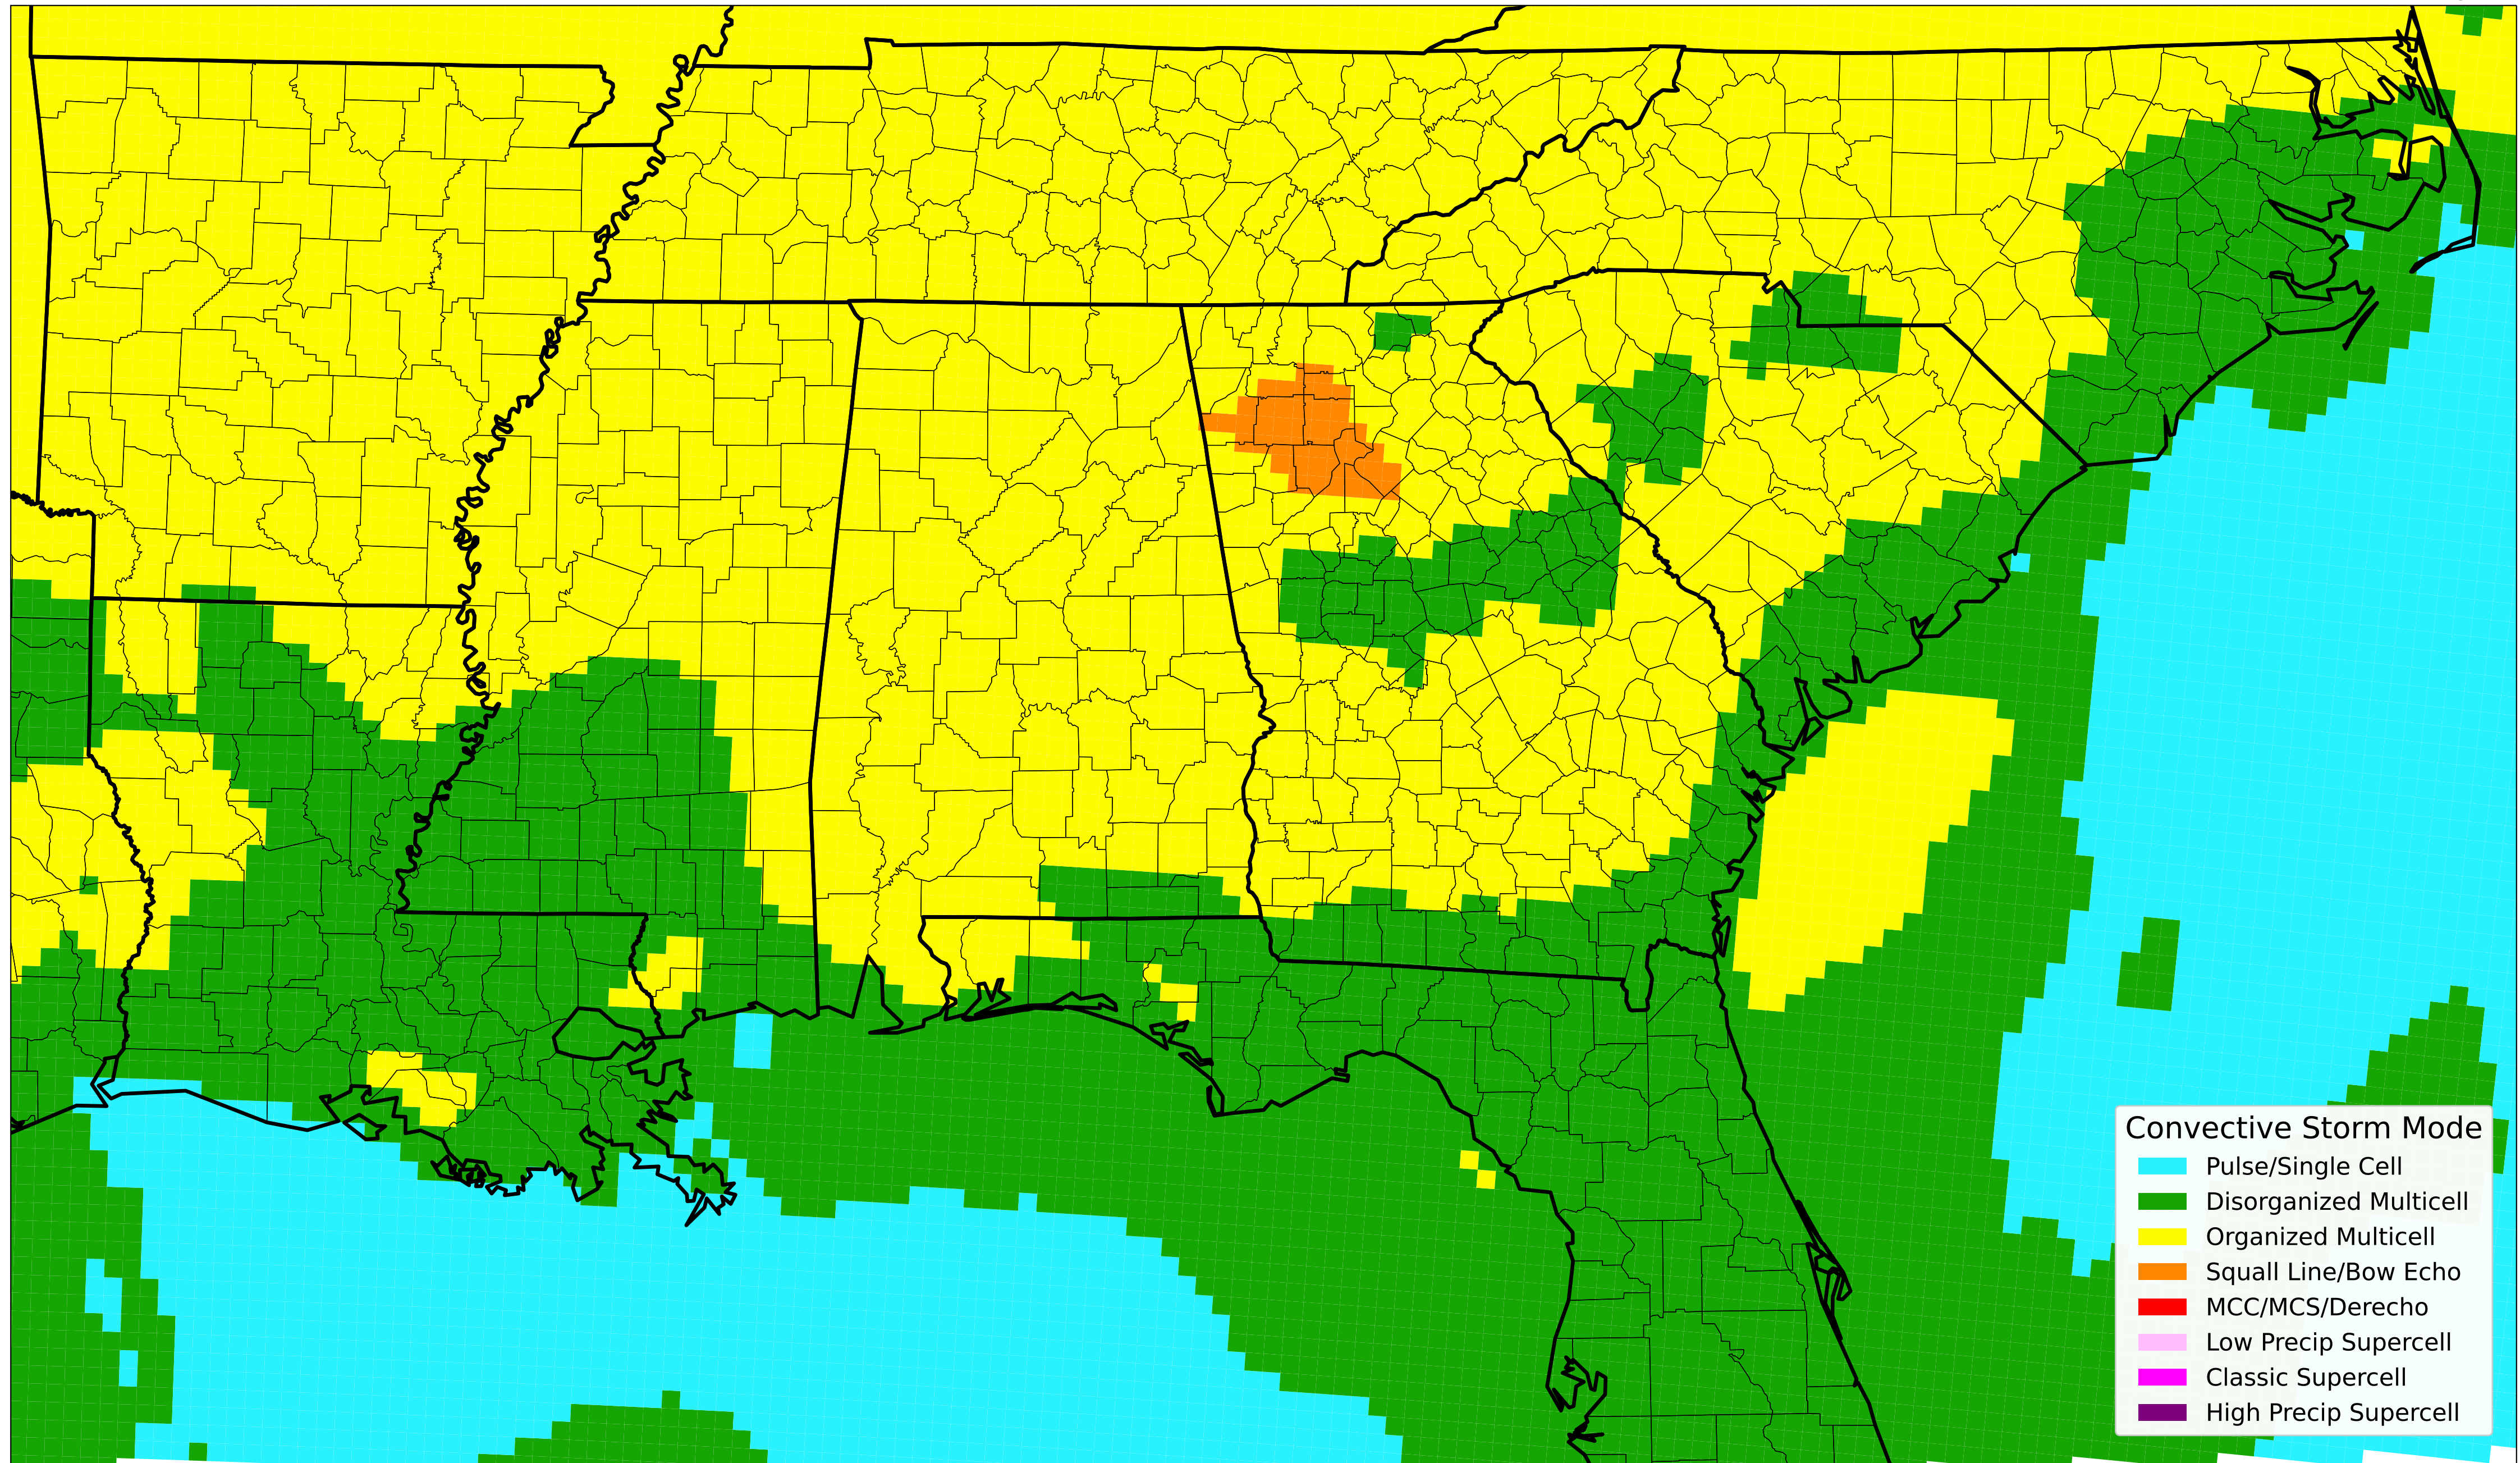 Convective Storm Mode
Pulse/Single Cell
Disorganized Multicell
Organized Multicell
Squall Line/Bow Echo
MCC/MCS/Derecho
Low Precip Supercell
Classic Supercell
High Precip Supercell